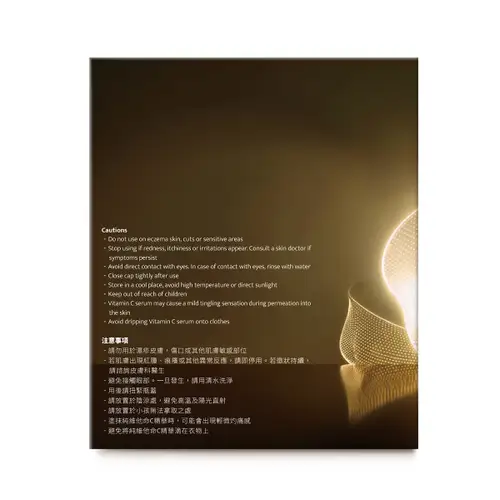 Cautions
· Do not use on eczema skin, cuts or sensitive areas
· Stop using if redness, itchiness or irritations appear. Consult a skin doctor if
symptoms persist
· Avoid direct contact with eyes. In case of contact with eyes, rinse with water
· Close cap tightly after use
· Store in a cool place, avoid high temperature or direct sunlight
· Keep out of reach of children
· Vitamin C serum may cause a mild tingling sensation during permeation into
the skin
· Avoid dripping Vitamin C serum onto clothes
注意事項
· 請勿用於濕疹皮膚，傷口或其他肌膚敏感部位
· 若肌膚出現紅腫、痕癢或其他異常反應，請即停用。若徵狀持續，
請諮詢皮膚科醫生
· 避免接觸眼部。一旦發生，請用清水洗淨
· 用後請扭緊瓶蓋
· 請放置於陰涼處，避免高溫及陽光直射
· 請放置於小孩無法拿取之處
· 塗抹純維他命C精華時，可能會出現輕微灼痛感
· 避免將純維他命C精華滴在衣物上